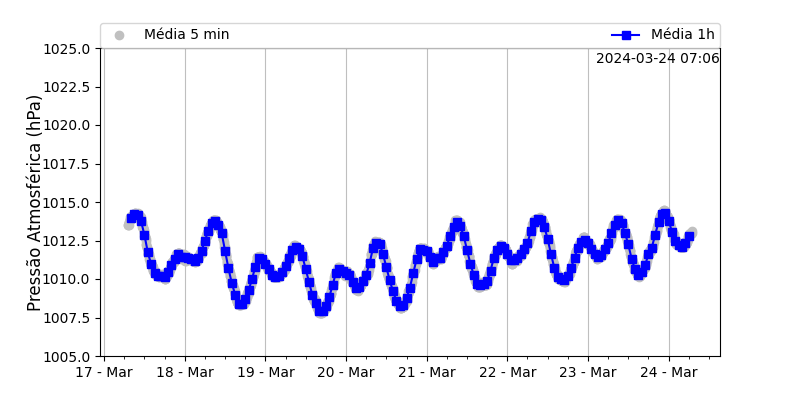 Média 5 min
Média 1h
2024-03-24 07:06
Pressão Atmosférica (hPa)
1025.0
1022.5
1020.0
1017.5
1015.0
1012.5
1010.0
1007.5
1005.0
17 - Mar
18 - Mar
19 - Mar
20 - Mar
21 - Mar
22 - Mar
23 - Mar
24 - Mar